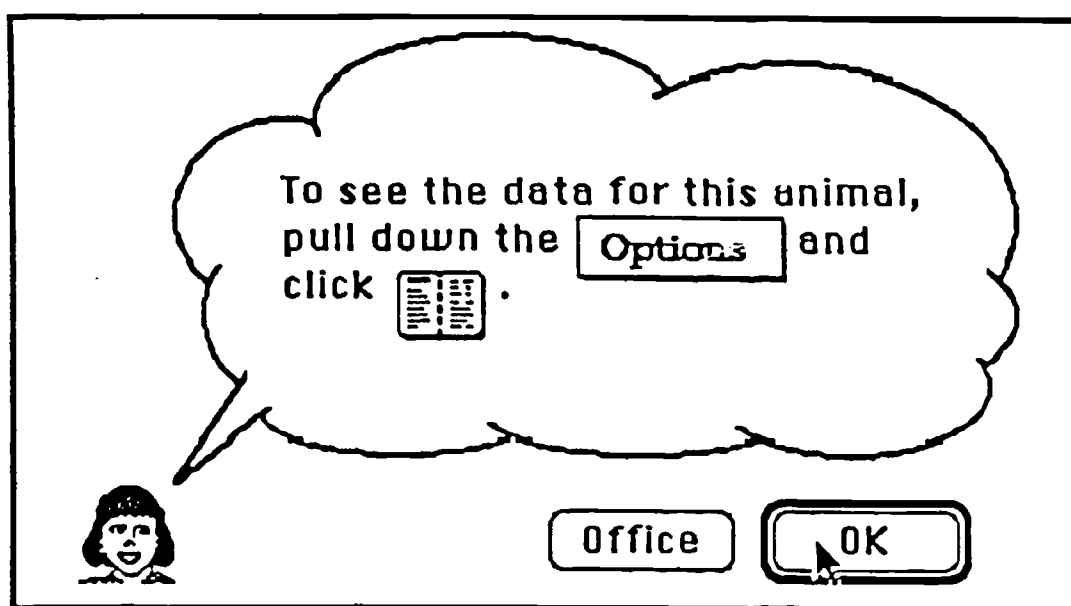 To see the data for this animal,
pull down the Options and
click .
Office OK